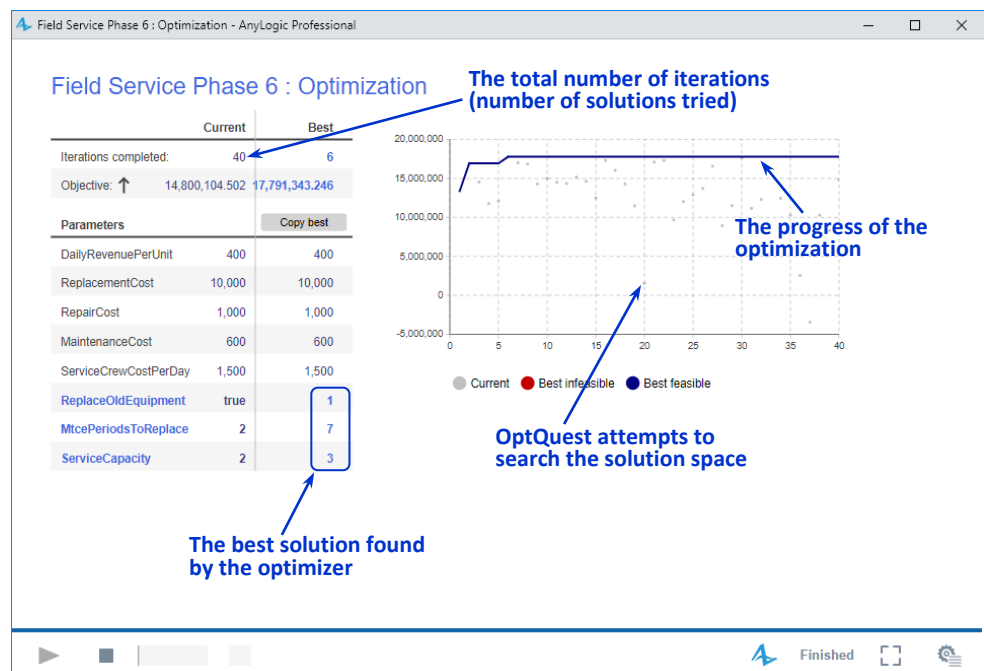 Field Service Phase 6 : Optimization - AnyLogic Professional
Field Service Phase 6 : Optimization
The total number of iterations
(number of solutions tried)
Current Best
Iterations completed: 40 6
Objective: 14,800,104.502 17,791,343.246
Parameters Copy best
DailyRevenuePerUnit 400 400
ReplacementCost 10,000 10,000
RepairCost 1,000 1,000
MaintenanceCost 600 600
ServiceCrewCostPerDay 1,500 1,500
ReplaceOldEquipment true 1
MtcePeriodsToReplace 2 7
ServiceCapacity 2 3
20,000,000
15,000,000
10,000,000
5,000,000
0
-5,000,000
0 5 10 15 20 25 30 35 40
The progress of the
optimization
Current Best infeasible Best feasible
OptQuest attempts to
search the solution space
The best solution found
by the optimizer
Finished